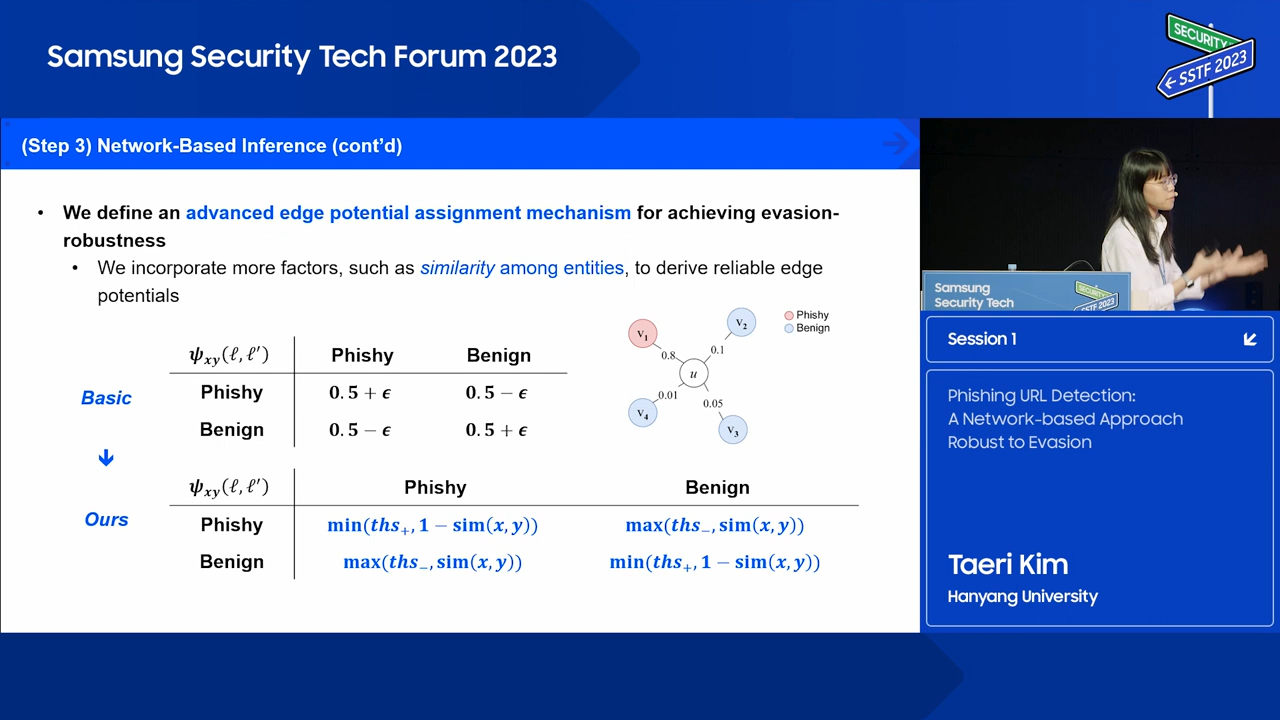 Samsung Security Tech Forum 2023
SECURITY
SSTF 2023
(Step 3) Network-Based Inference (cont'd)
• We define an advanced edge potential assignment mechanism for achieving evasion-
robustness
• We incorporate more factors, such as similarity among entities, to derive reliable edge
potentials
Phishy
Benign
v₁
v₂
0.8
0.1
u
0.01
0.05
v₄
v₃
Basic
ψxy(ℓ, ℓ′) Phishy Benign
Phishy 0.5 + ϵ 0.5 − ϵ
Benign 0.5 − ϵ 0.5 + ϵ
Ours
ψxy(ℓ, ℓ′) Phishy Benign
Phishy min(ths₊, 1 − sim(x, y)) max(ths₋, sim(x, y))
Benign max(ths₋, sim(x, y)) min(ths₊, 1 − sim(x, y))
Samsung
Security Tech
SECURITY
SSTF 2023
Session 1
Phishing URL Detection:
A Network-based Approach
Robust to Evasion
Taeri Kim
Hanyang University